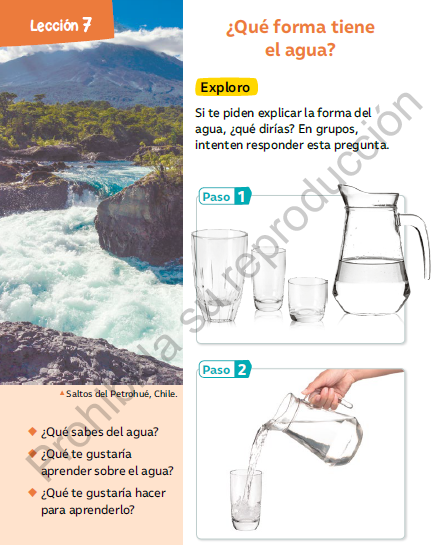 Lección 7
¿Qué forma tiene
el agua?
Exploro
Si te piden explicar la forma del
agua, ¿qué dirías? En grupos,
intenten responder esta pregunta.
Paso 1
Paso 2
Saltos del Petrohué, Chile.
¿Qué sabes del agua?
¿Qué te gustaría
aprender sobre el agua?
¿Qué te gustaría hacer
para aprenderlo?
Prohibida su reproducción